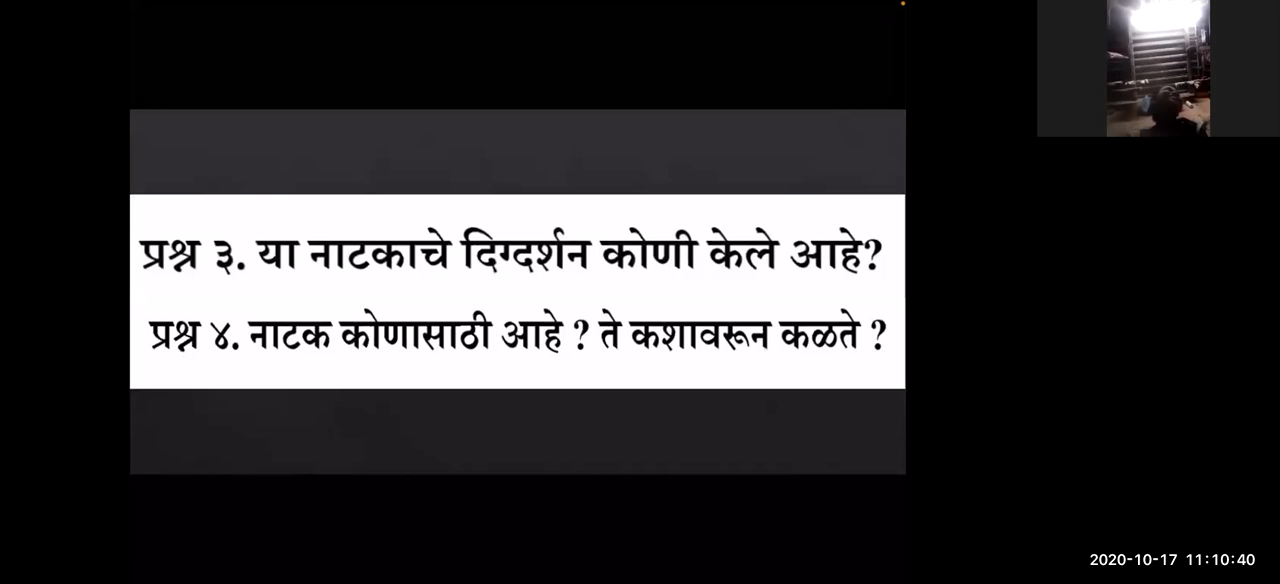 प्रश्न ३. या नाटकाचे दिग्दर्शन कोणी केले आहे?
प्रश्न ४. नाटक कोणासाठी आहे ? ते कशावरून कळते ?
2020-10-17 11:10:40